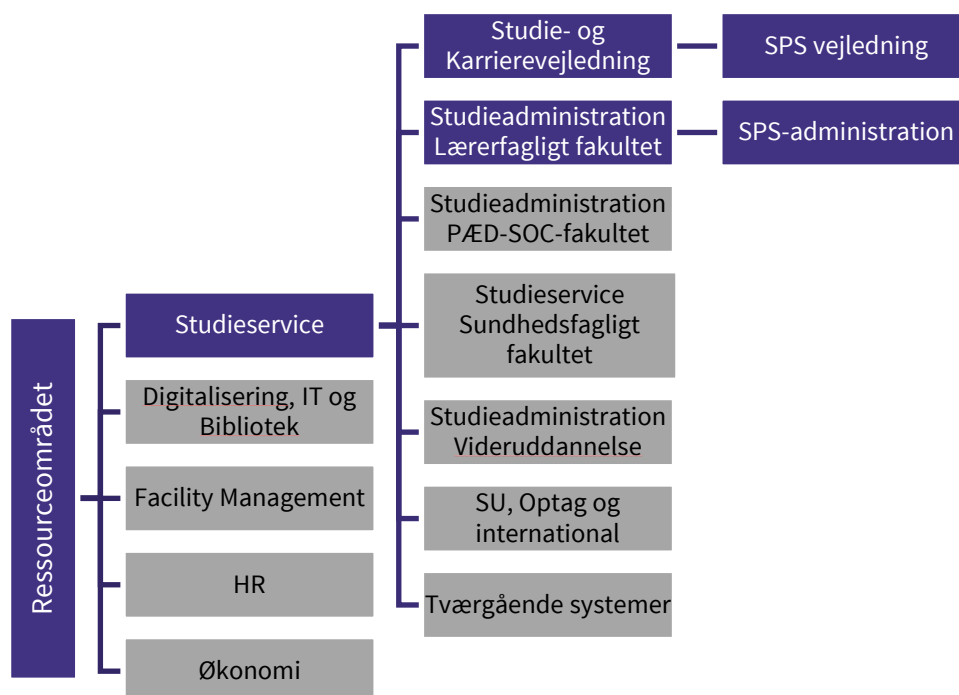 Ressourceområdet
Studieservice
Digitalisering, IT og
Bibliotek
Facility Management
HR
Økonomi
Studie- og
Karrierevejledning
Studieadministration
Lærerfagligt fakultet
Studieadministration
PÆD-SOC-fakultet
Studieservice
Sundhedsfagligt
fakultet
Studieadministration
Videruddannelse
SU, Optag og
international
Tværgående systemer
SPS vejledning
SPS-administration